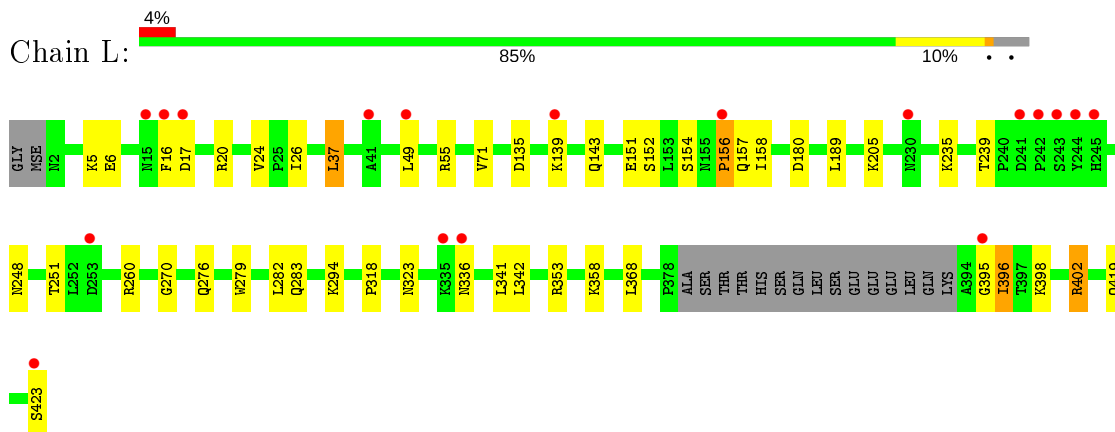 4%
Chain L:
85%
10%
•
•
GLY MSE N2 K5 E6 N15 F16 D17 R20 V24 P25 I26 L37 A41 L49 R55 V71 D135 K139 Q143 E151 S152 L153 S154 N155 P156 Q157 I158 D180 L189 K205 N230 K235 T239 P240 D241 P242 S243 Y244 H245
N248 T251 L252 D253 R260 G270 Q276 W279 L282 Q283 K294 P318 N323 K335 N336 L341 L342 R353 K358 L368 P378 ALA SER THR THR HIS SER GLN LEU SER GLU GLU GLU LEU GLN LYS A394 G395 I396 T397 K398 R402
S423